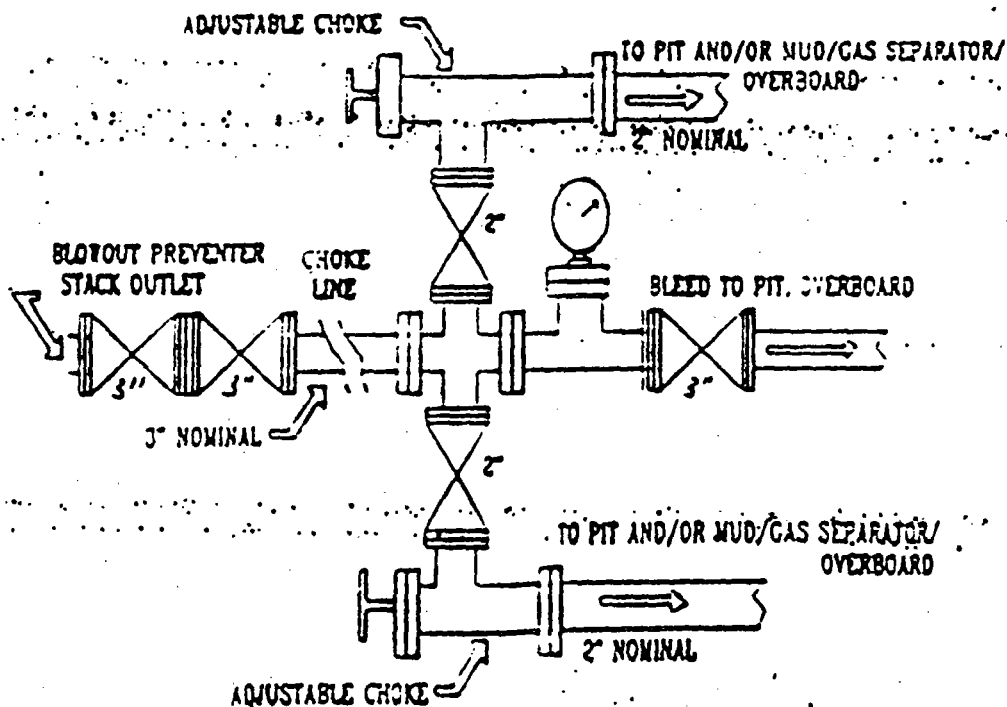 ADJUSTABLE CHOKE
TO PIT AND/OR MUD/GAS SEPARATOR/
OVERBOARD
2" NOMINAL
2"
BLOWOUT PREVENTER
STACK OUTLET
CHOKE
LINE
BLEED TO PIT, OVERBOARD
3"
3"
3"
3" NOMINAL
2"
TO PIT AND/OR MUD/GAS SEPARATOR/
OVERBOARD
2" NOMINAL
ADJUSTABLE CHOKE